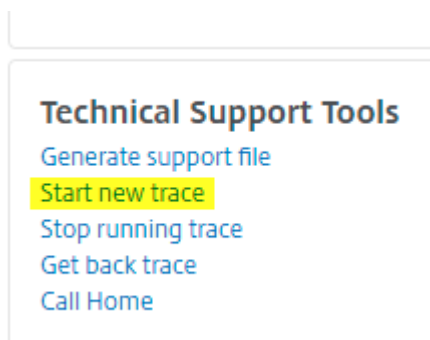 Technical Support Tools
Generate support file
Start new trace
Stop running trace
Get back trace
Call Home